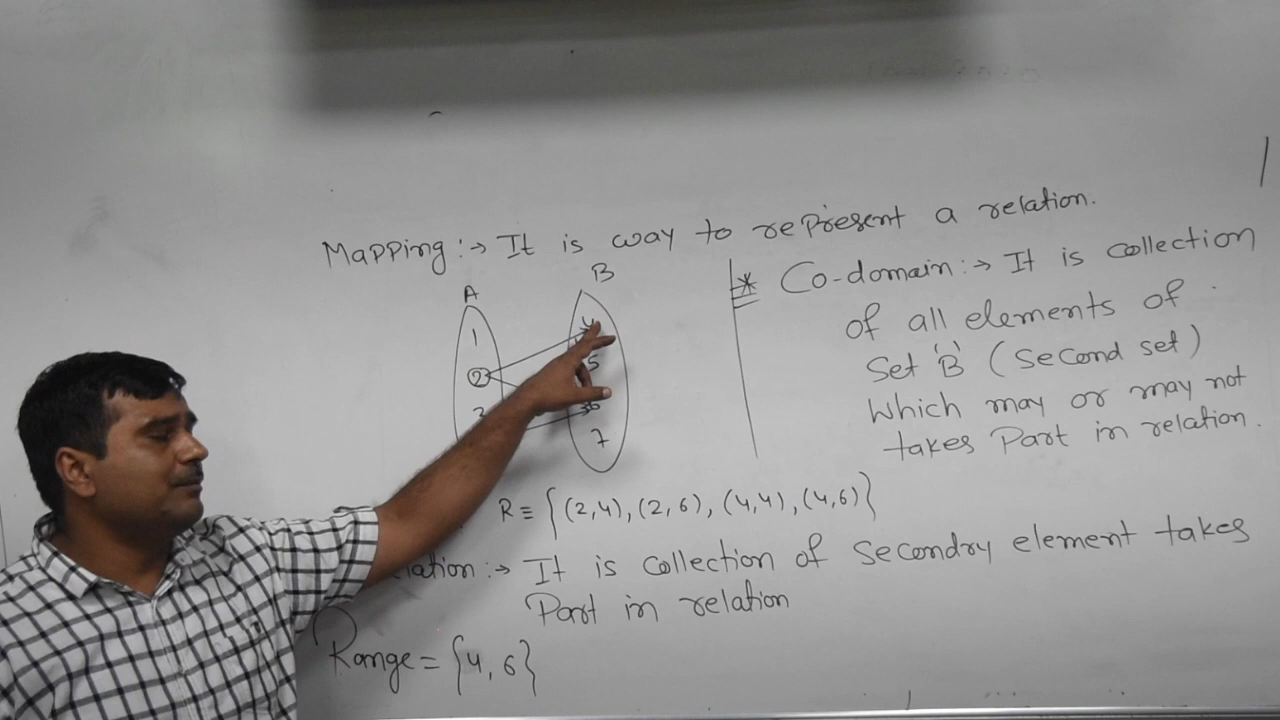 Mapping :→ It is way to represent a relation.
A
B
1
2
4
5
6
7
* Co-domain :→ It is collection
of all elements of
Set 'B' (Second set)
Which may or may not
takes Part in relation.
R = {(2,4), (2,6), (4,4), (4,6)}
lation :→ It is collection of Secondry element takes
Part in relation
Range = {4, 6}